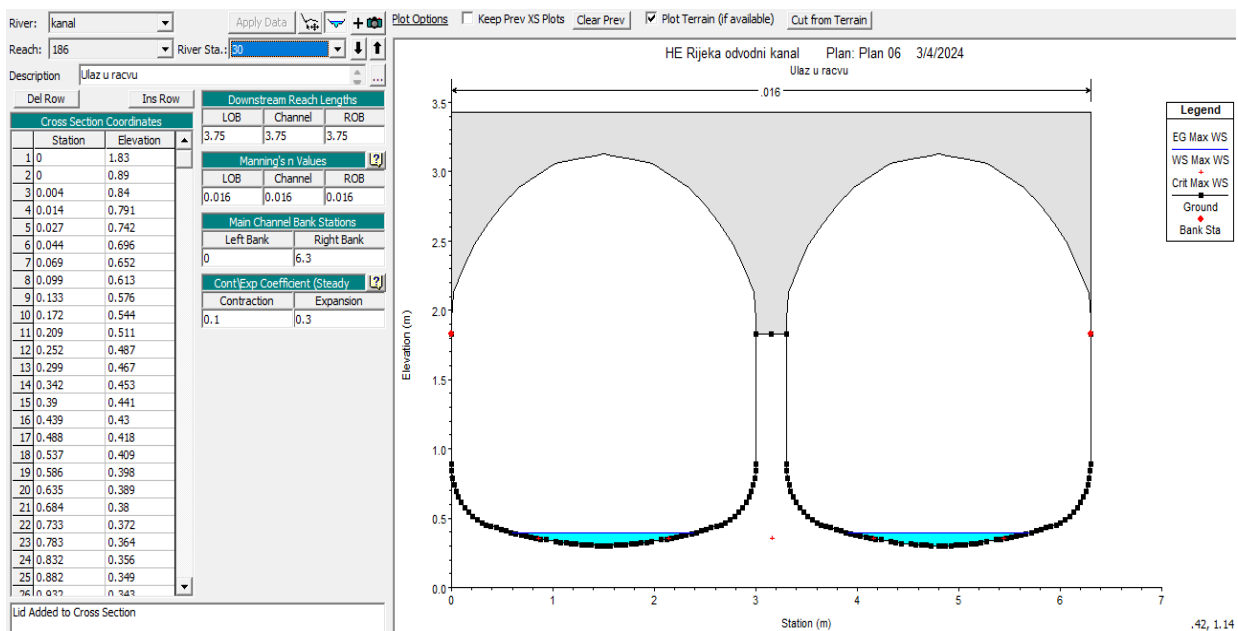 River: kanal Apply Data
Reach: 186 River Sta.: 30
Description Ulaz u racvu ...
Del Row Ins Row
Cross Section Coordinates
Station Elevation
1 0 1.83
2 0 0.89
3 0.004 0.84
4 0.014 0.791
5 0.027 0.742
6 0.044 0.696
7 0.069 0.652
8 0.099 0.613
9 0.133 0.576
10 0.172 0.544
11 0.209 0.511
12 0.252 0.487
13 0.299 0.467
14 0.342 0.453
15 0.39 0.441
16 0.439 0.43
17 0.488 0.418
18 0.537 0.409
19 0.586 0.398
20 0.635 0.389
21 0.684 0.38
22 0.733 0.372
23 0.783 0.364
24 0.832 0.356
25 0.882 0.349
26 0.932 0.343
Lid Added to Cross Section
Downstream Reach Lengths
LOB Channel ROB
3.75 3.75 3.75
Manning's n Values ?
LOB Channel ROB
0.016 0.016 0.016
Main Channel Bank Stations
Left Bank Right Bank
0 6.3
Cont\Exp Coefficient (Steady ?
Contraction Expansion
0.1 0.3
Plot Options Keep Prev XS Plots Clear Prev Plot Terrain (if available) Cut from Terrain
HE Rijeka odvodni kanal Plan: Plan 06 3/4/2024
Ulaz u racvu
.016
3.5
3.0
2.5
2.0
1.5
1.0
0.5
0.0
Elevation (m)
0 1 2 3 4 5 6 7
Station (m)
Legend
EG Max WS
WS Max WS
Crit Max WS
Ground
Bank Sta
.42, 1.14